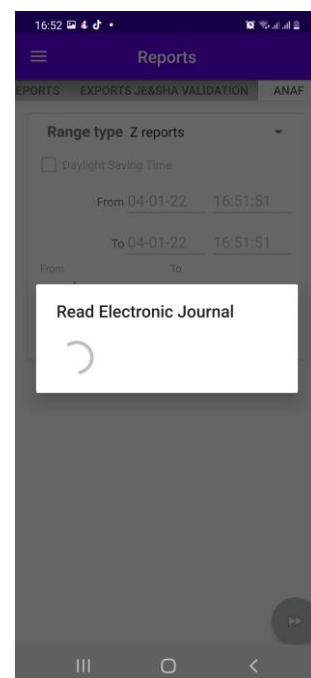 16:52
Reports
EPORTS EXPORTS JE&SHA VALIDATION ANAF
Range type Z reports
Daylight Saving Time
From 04-01-22 16:51:51
To 04-01-22 16:51:51
From To
Read Electronic Journal